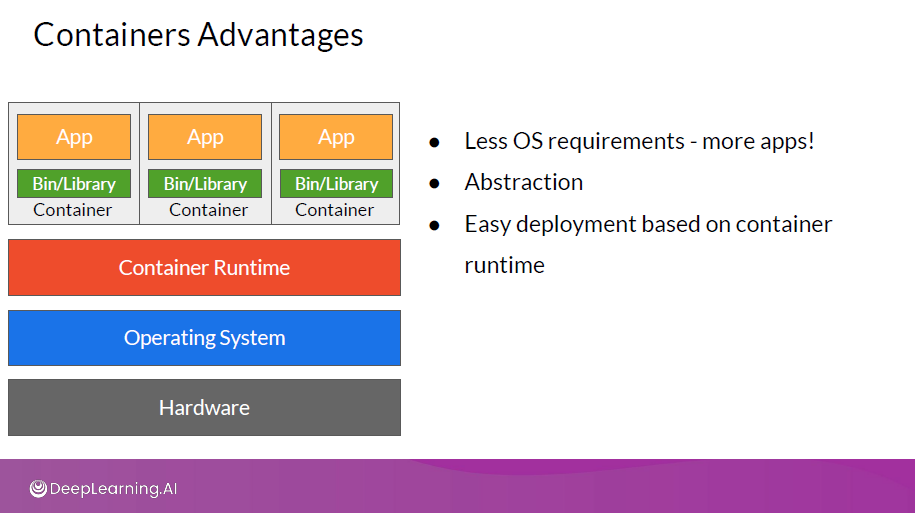 Containers Advantages
App
App
App
Bin/Library
Bin/Library
Bin/Library
Container
Container
Container
Container Runtime
Operating System
Hardware
● Less OS requirements - more apps!
● Abstraction
● Easy deployment based on container
runtime
DeepLearning.AI